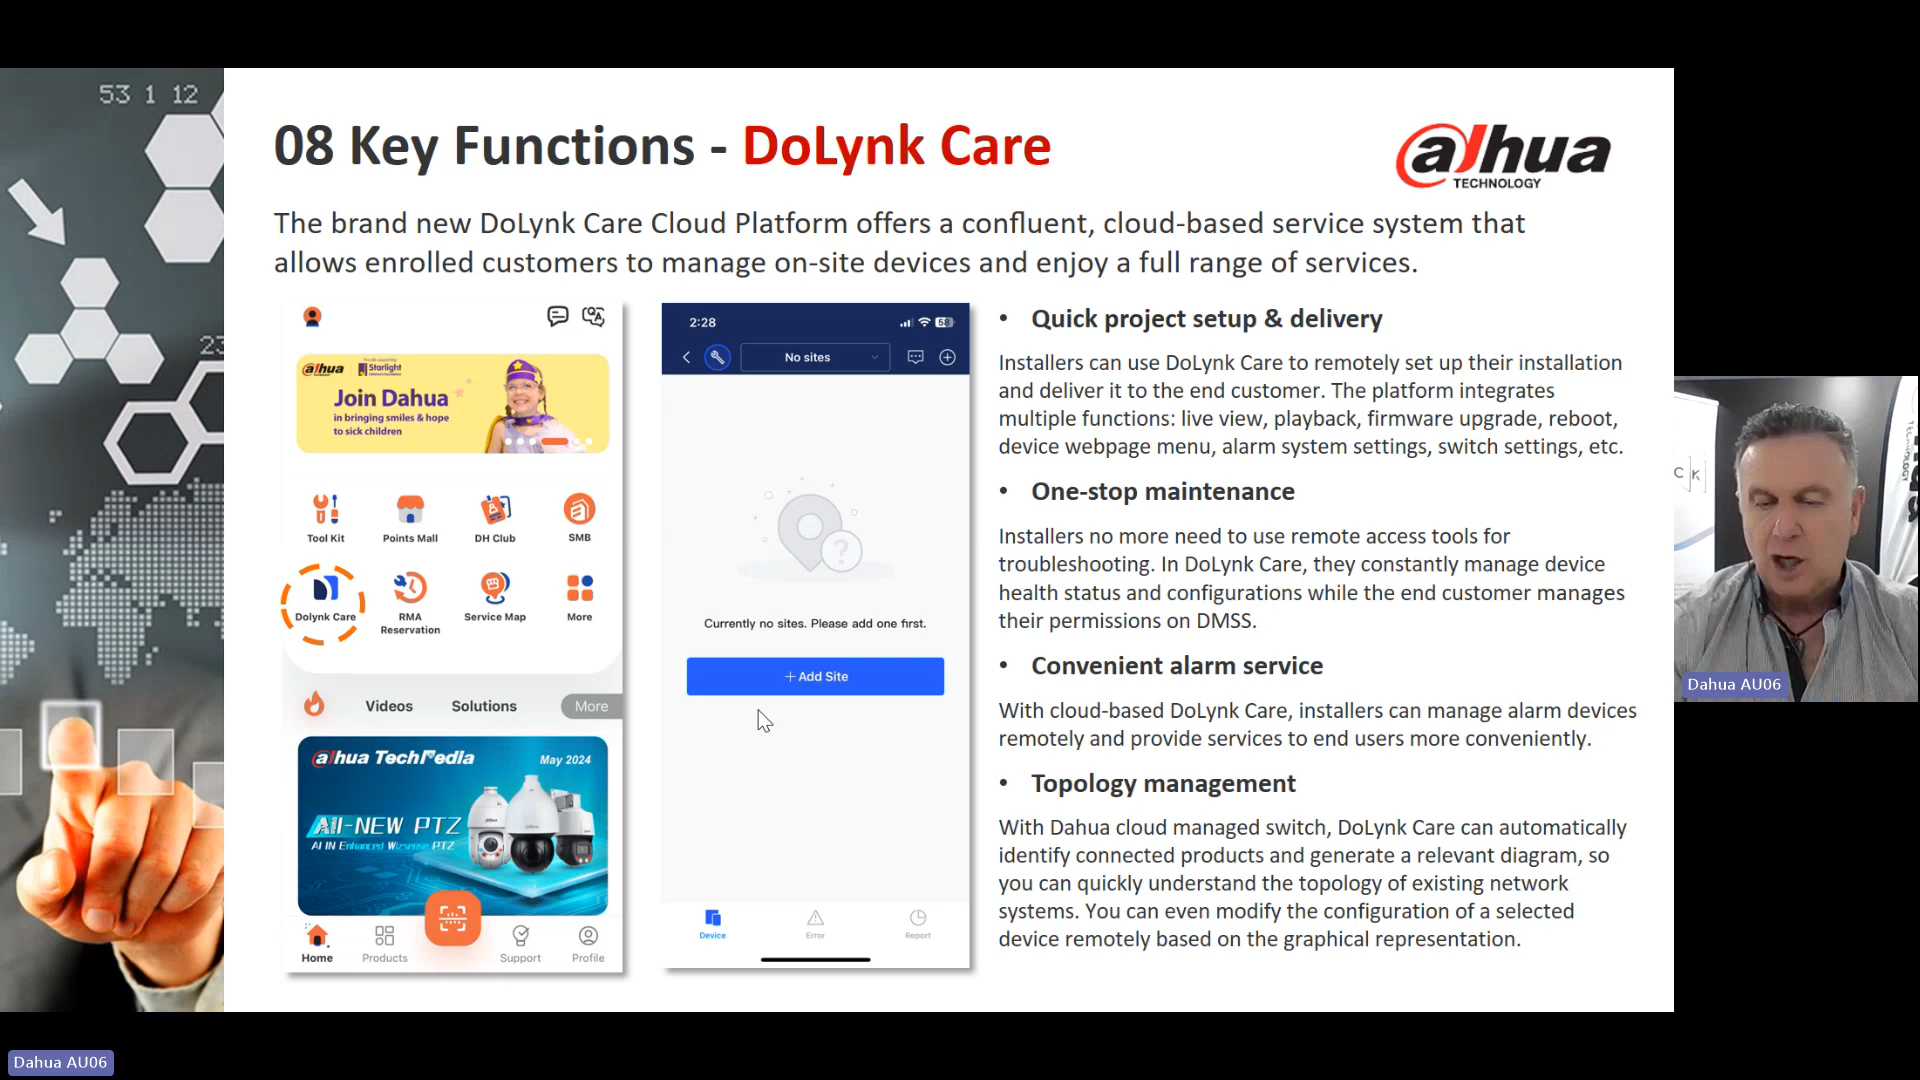 53 1 12
23
08 Key Functions - DoLynk Care
alhua
TECHNOLOGY
The brand new DoLynk Care Cloud Platform offers a confluent, cloud-based service system that
allows enrolled customers to manage on-site devices and enjoy a full range of services.
alhua
Starlight
Join Dahua
in bringing smiles & hope
to sick children
Tool Kit
Points Mall
DH Club
SMB
Dolynk Care
RMA
Reservation
Service Map
More
Videos
Solutions
More
alhua TechPedia
May 2024
All-NEW PTZ
AI IN Enhanced Wizsense PTZ
Home
Products
Support
Profile
2:28
58
No sites
?
Currently no sites. Please add one first.
+ Add Site
Device
Error
Report
• Quick project setup & delivery
Installers can use DoLynk Care to remotely set up their installation
and deliver it to the end customer. The platform integrates
multiple functions: live view, playback, firmware upgrade, reboot,
device webpage menu, alarm system settings, switch settings, etc.
• One-stop maintenance
Installers no more need to use remote access tools for
troubleshooting. In DoLynk Care, they constantly manage device
health status and configurations while the end customer manages
their permissions on DMSS.
• Convenient alarm service
With cloud-based DoLynk Care, installers can manage alarm devices
remotely and provide services to end users more conveniently.
• Topology management
With Dahua cloud managed switch, DoLynk Care can automatically
identify connected products and generate a relevant diagram, so
you can quickly understand the topology of existing network
systems. You can even modify the configuration of a selected
device remotely based on the graphical representation.
C K
Dahua AU06
Dahua AU06